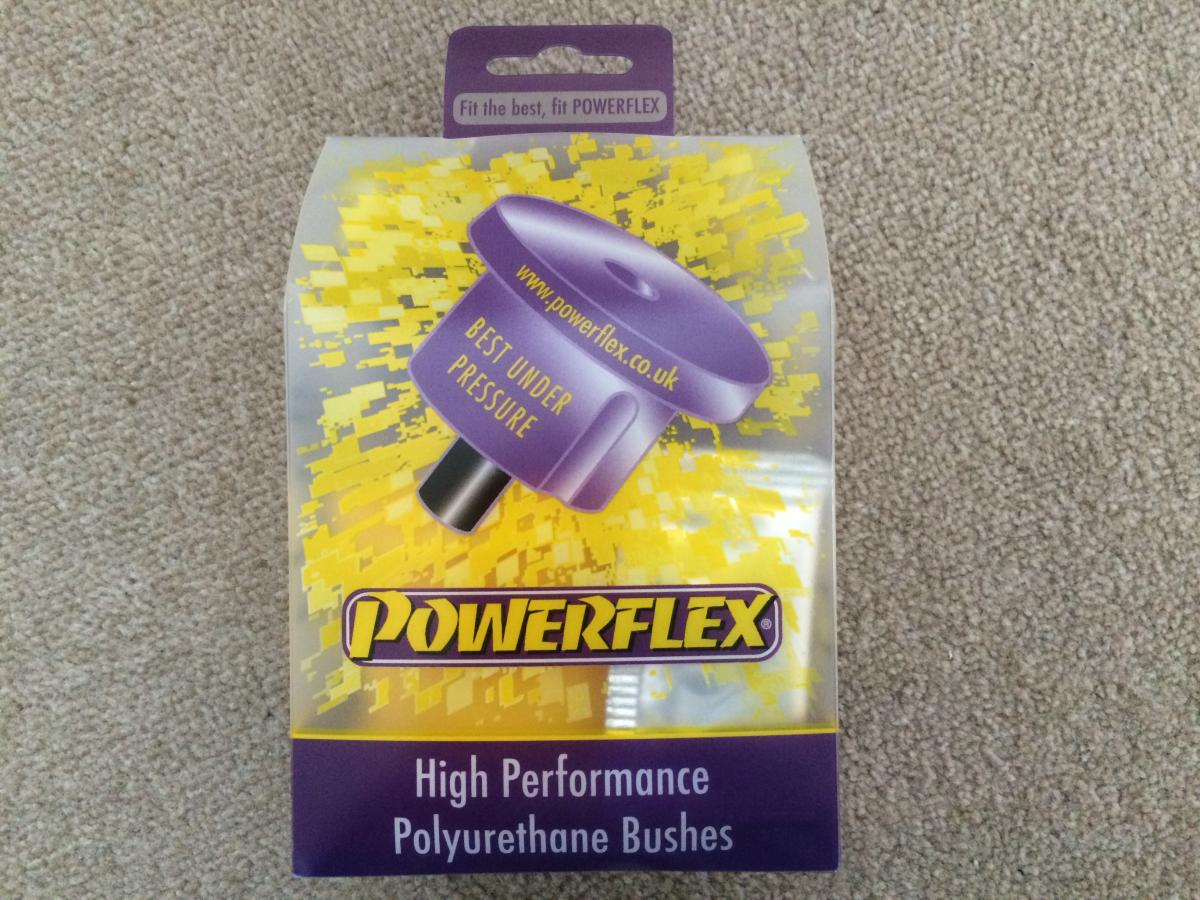 Fit the best, fit POWERFLEX
www.powerflex.co.uk
BEST UNDER
PRESSURE
POWERFLEX®
High Performance
Polyurethane Bushes